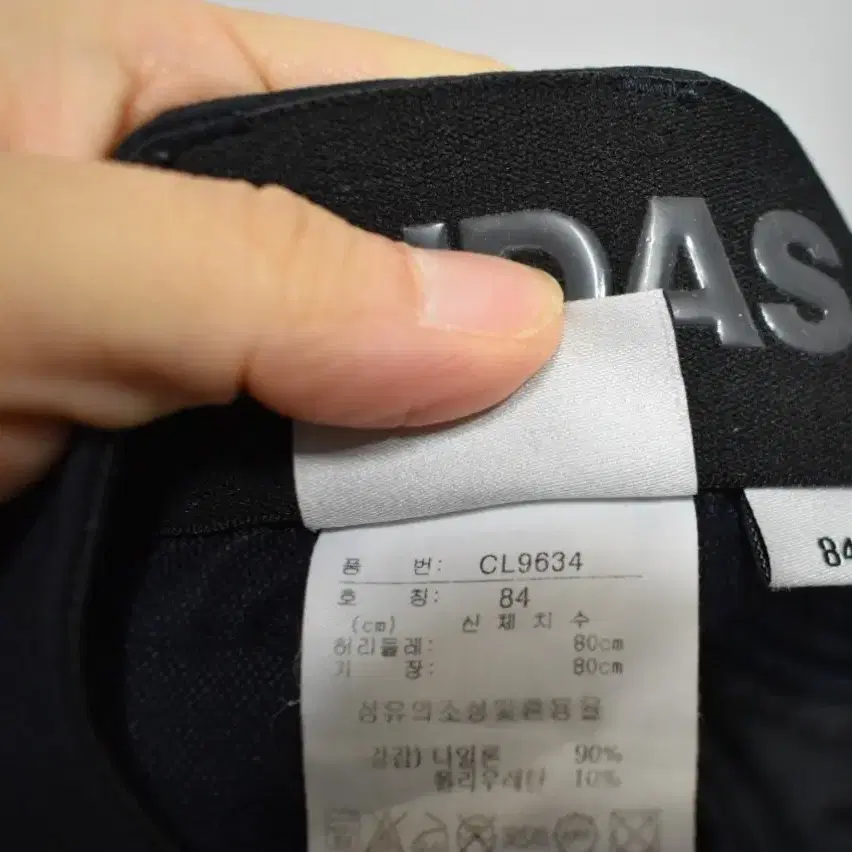 IDAS
84
품 번: CL9634
호 칭: 84
(cm) 신 체 치 수
허리둘레: 80cm
기 장: 80cm
섬유의조성및혼용율
겉감) 나일론 90%
폴리우레탄 10%